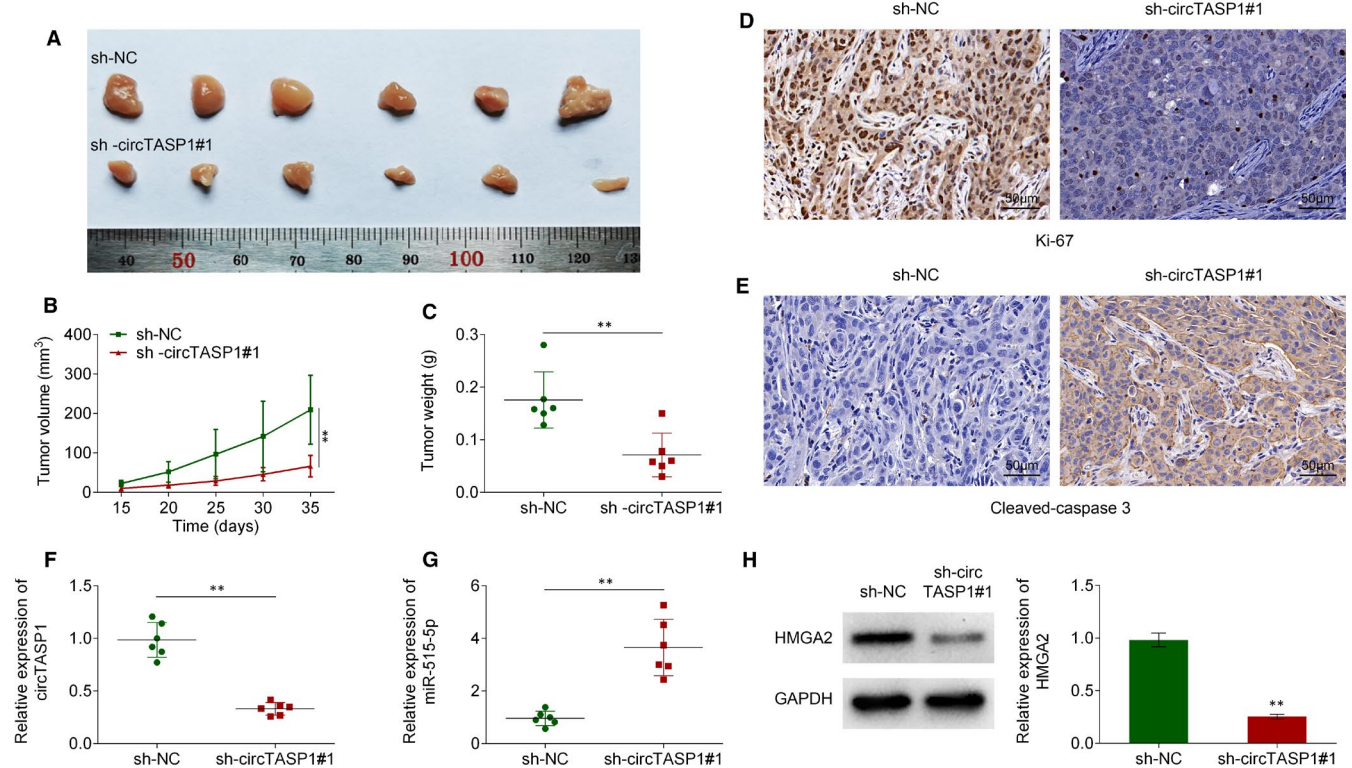 A
sh-NC
sh -circTASP1#1
40 50 60 70 80 90 100 110 120
B
sh-NC
sh -circTASP1#1
Tumor volume (mm3)
400
300
200
100
0
**
15 20 25 30 35
Time (days)
C
Tumor weight (g)
0.3
0.2
0.1
0.0
**
sh-NC sh -circTASP1#1
D
sh-NC sh-circTASP1#1
50μm 50μm
Ki-67
E
sh-NC sh-circTASP1#1
50μm 50μm
Cleaved-caspase 3
F
Relative expression of
circTASP1
1.5
1.0
0.5
0.0
**
sh-NC sh-circTASP1#1
G
Relative expression of
miR-515-5p
6
4
2
0
**
sh-NC sh-circTASP1#1
H
sh-NC sh-circ
TASP1#1
HMGA2
GAPDH
Relative expression of
HMGA2
1.5
1.0
0.5
0.0
**
sh-NC sh-circTASP1#1